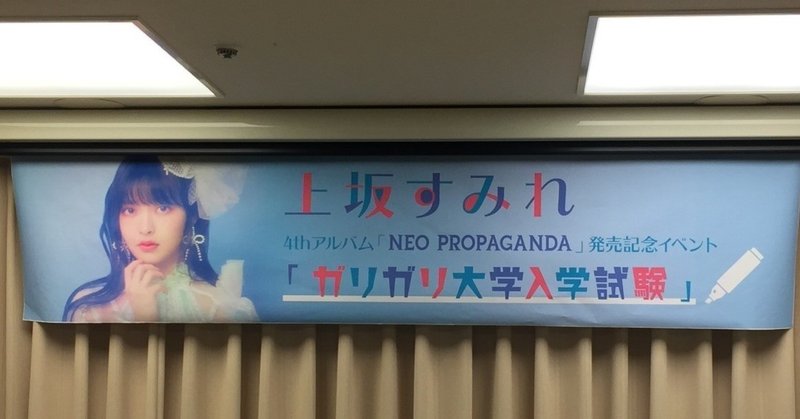 上坂すみれ
4thアルバム「NEO PROPAGANDA」発売記念イベント
「ガリガリ大学入学試験」